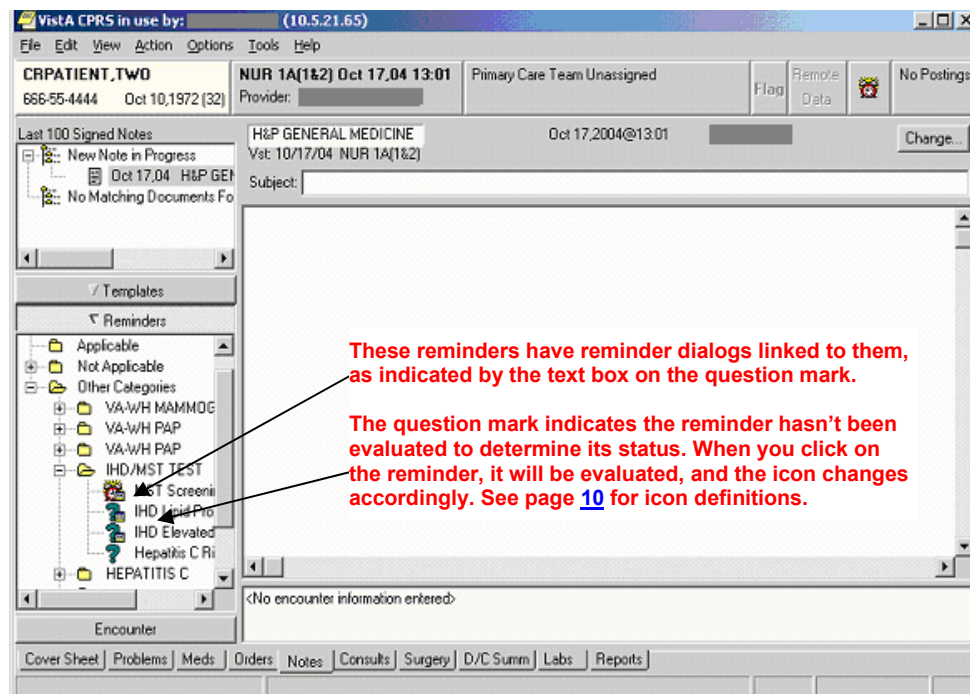 VistA CPRS in use by: (10.5.21.65)
File Edit View Action Options Tools Help
CRPATIENT,TWO
666-55-4444 Oct 10,1972 (32)
NUR 1A(1&2) Oct 17,04 13:01
Provider:
Primary Care Team Unassigned
Flag
Remote
Data
No Postings
Last 100 Signed Notes
New Note in Progress
Oct 17,04 H&P GEN
No Matching Documents Fo
H&P GENERAL MEDICINE
Oct 17,2004@13:01
Change...
Vst: 10/17/04 NUR 1A(1&2)
Subject:
Templates
Reminders
Applicable
Not Applicable
Other Categories
VA-WH MAMMOG
VA-WH PAP
VA-WH PAP
IHD/MST TEST
MST Screeni
IHD Lipid Pro
IHD Elevated
Hepatitis C Ri
HEPATITIS C
Encounter
These reminders have reminder dialogs linked to them,
as indicated by the text box on the question mark.
The question mark indicates the reminder hasn’t been
evaluated to determine its status. When you click on
the reminder, it will be evaluated, and the icon changes
accordingly. See page 10 for icon definitions.
<No encounter information entered>
Cover Sheet Problems Meds Orders Notes Consults Surgery D/C Summ Labs Reports